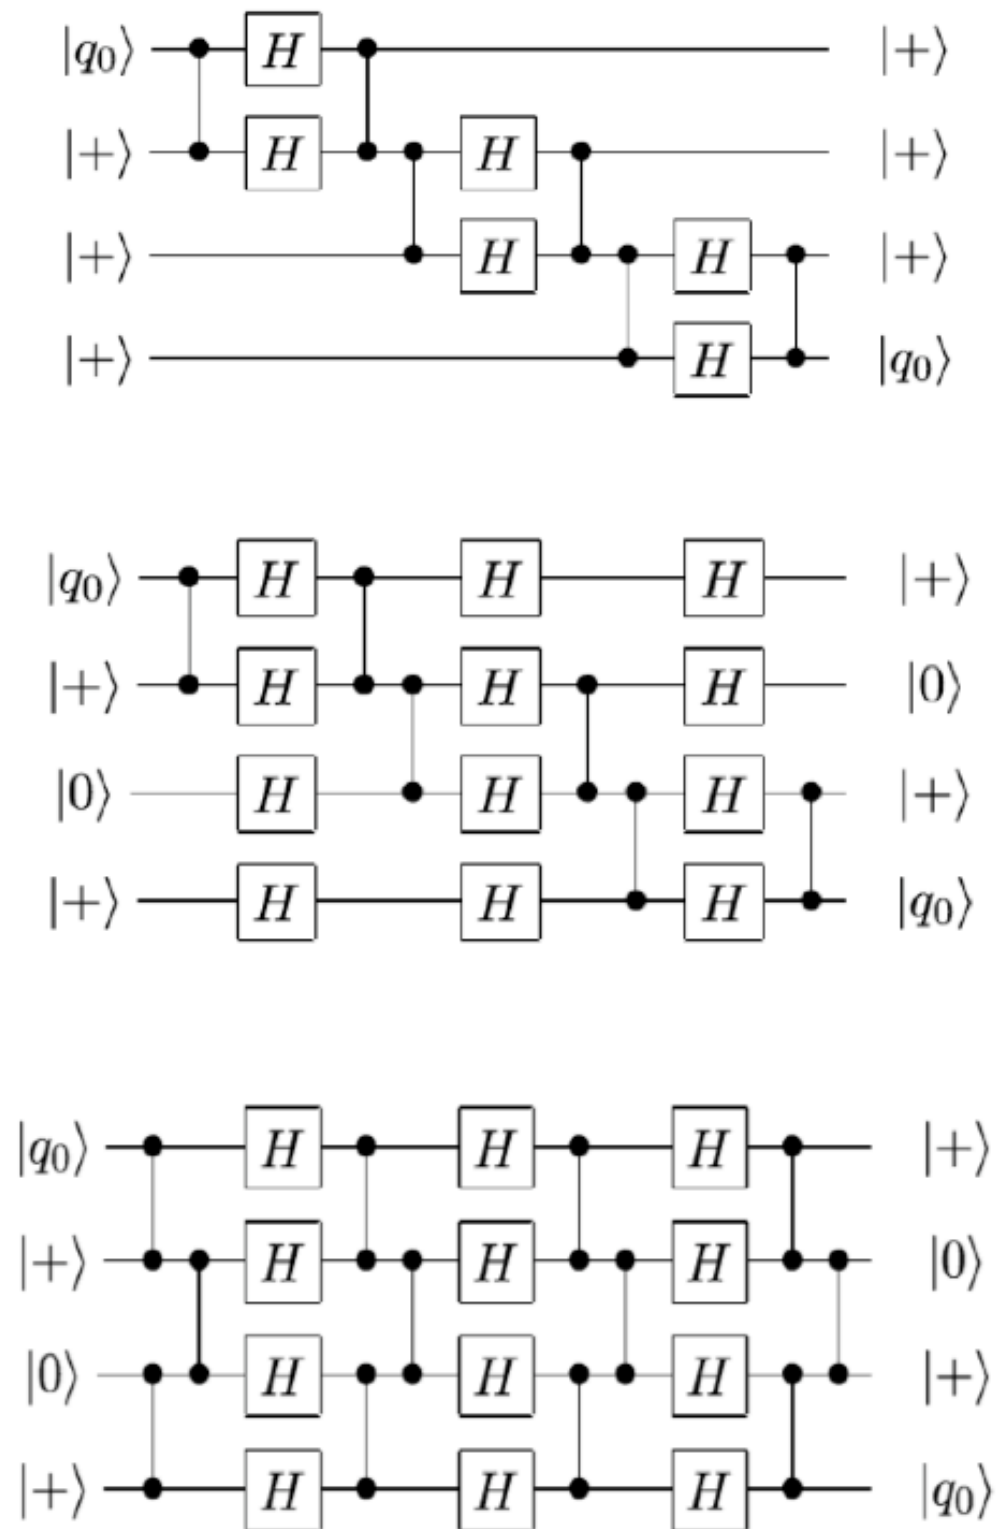 |q₀⟩ H |+⟩
|+⟩ H H |+⟩
|+⟩ H H |+⟩
|+⟩ H |q₀⟩
|q₀⟩ H H H |+⟩
|+⟩ H H H |0⟩
|0⟩ H H H |+⟩
|+⟩ H H H |q₀⟩
|q₀⟩ H H H |+⟩
|+⟩ H H H |0⟩
|0⟩ H H H |+⟩
|+⟩ H H H |q₀⟩